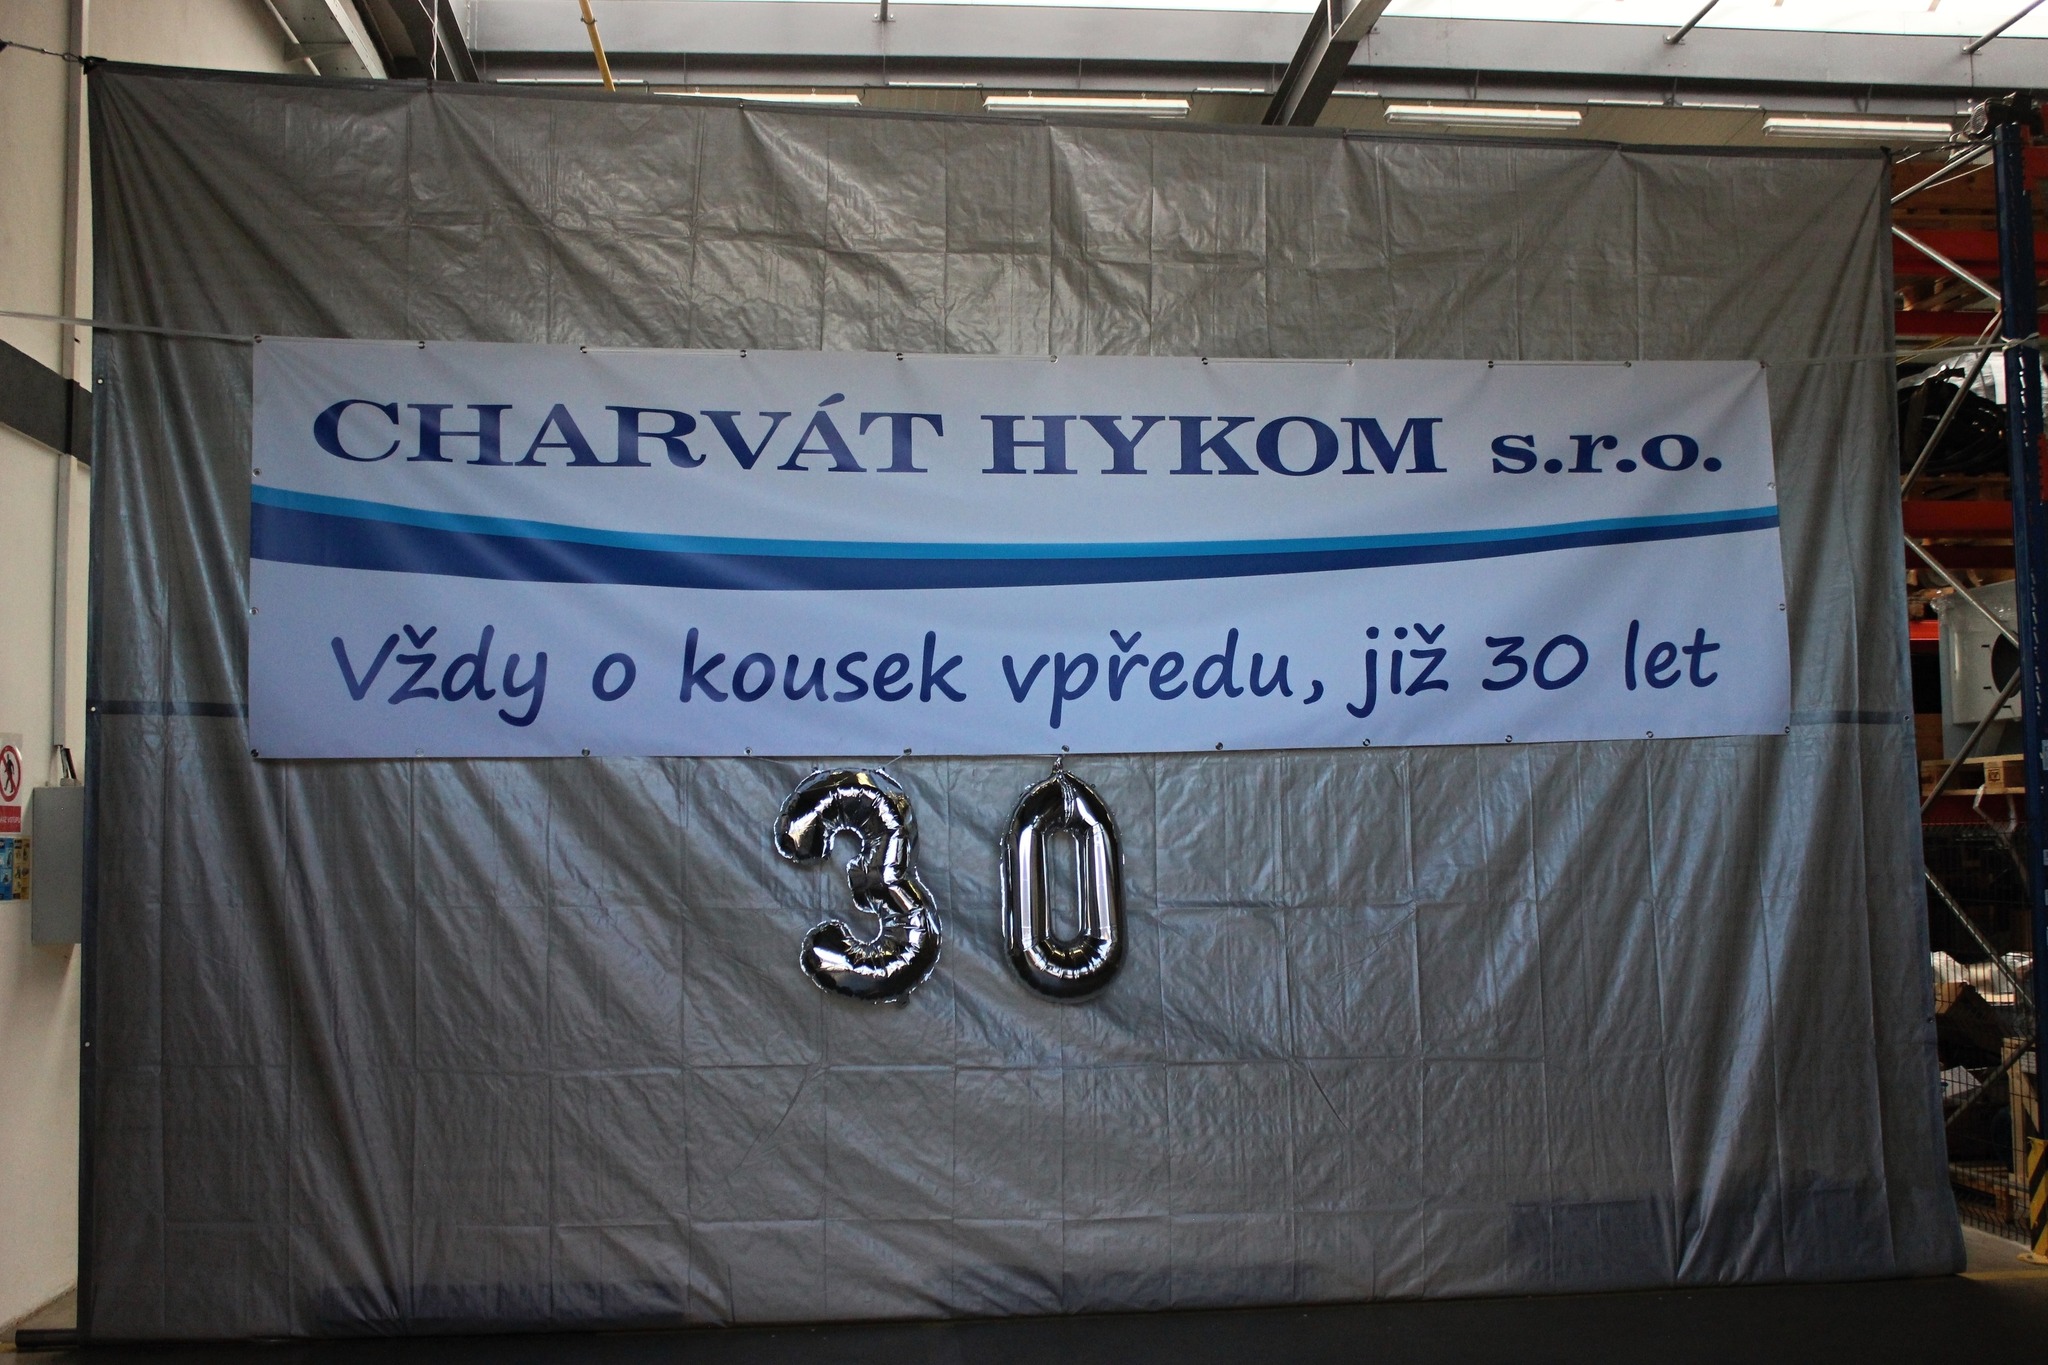 CHARVÁT HYKOM s.r.o.
Vždy o kousek vpředu, již 30 let
30